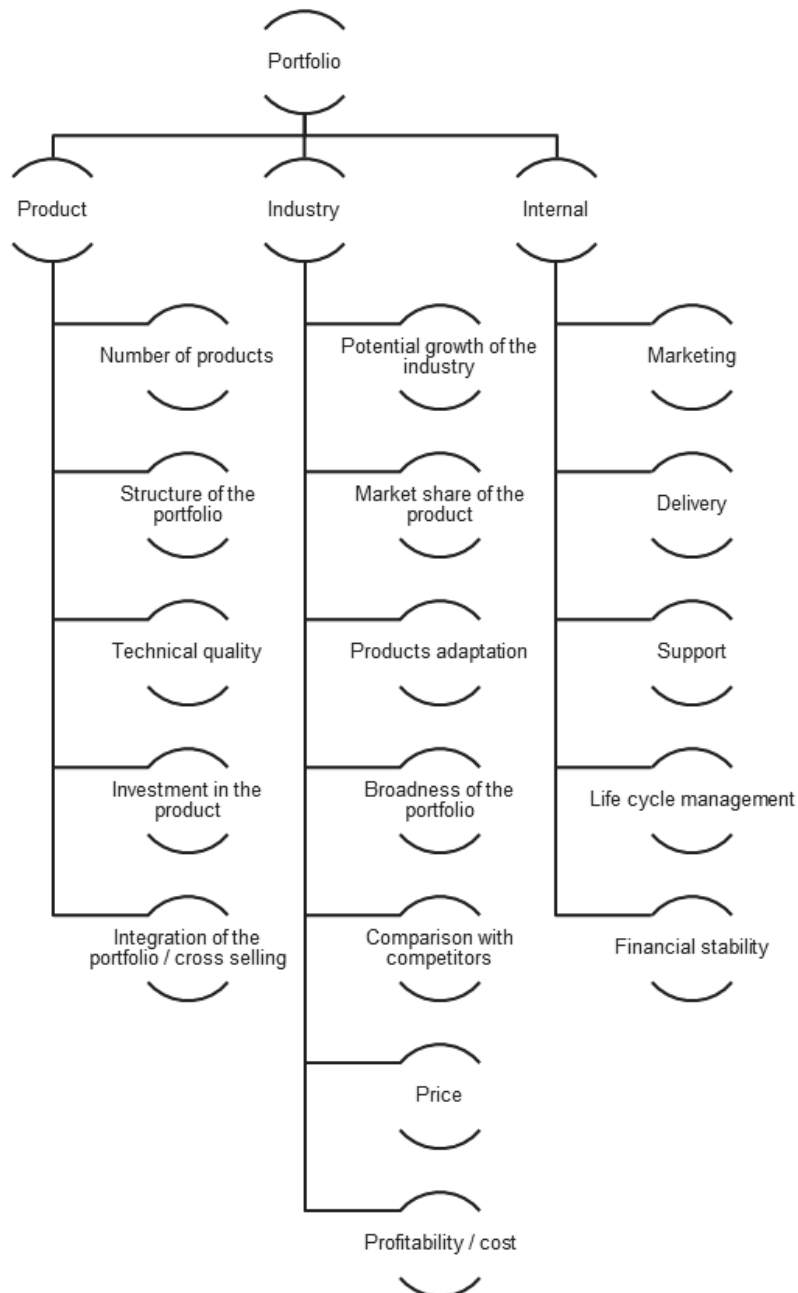 Portfolio
Product
Industry
Internal
Number of products
Structure of the
portfolio
Technical quality
Investment in the
product
Integration of the
portfolio / cross selling
Potential growth of the
industry
Market share of the
product
Products adaptation
Broadness of the
portfolio
Comparison with
competitors
Price
Profitability / cost
Marketing
Delivery
Support
Life cycle management
Financial stability